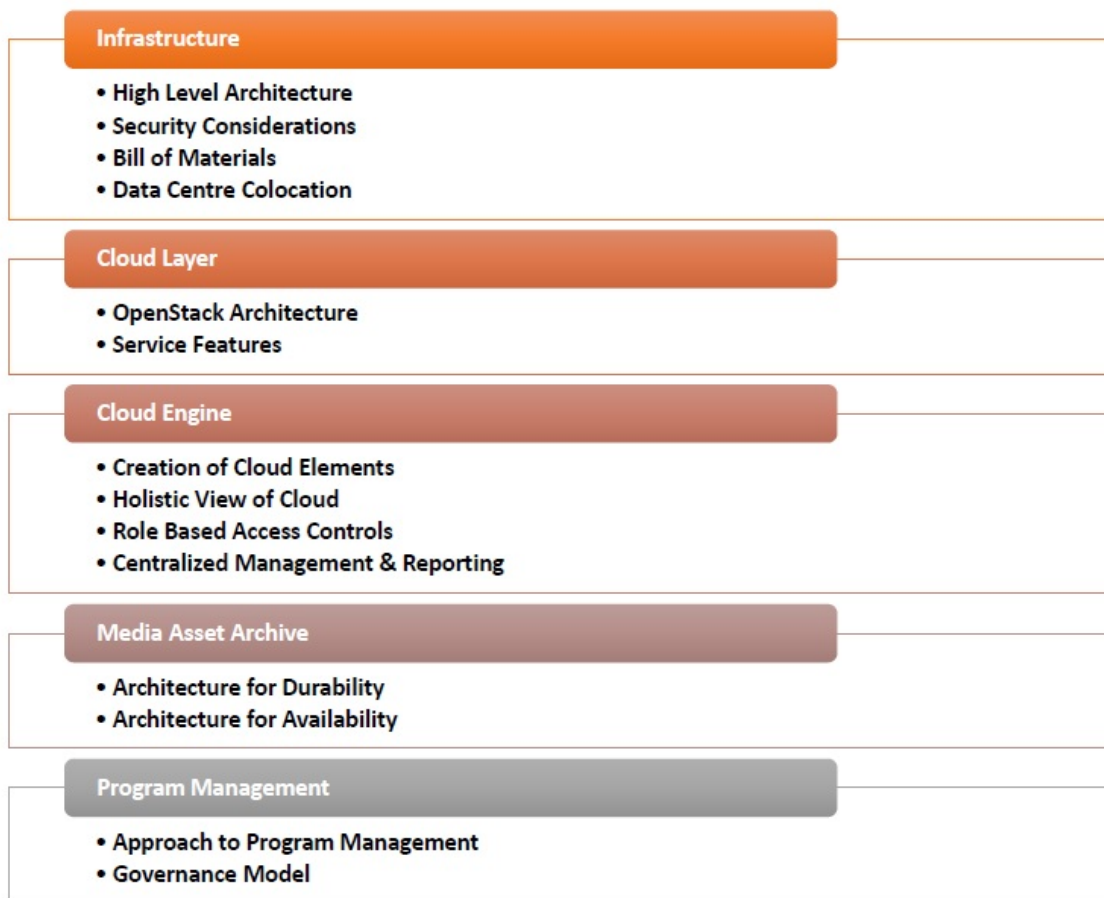 Infrastructure
• High Level Architecture
• Security Considerations
• Bill of Materials
• Data Centre Colocation
Cloud Layer
• OpenStack Architecture
• Service Features
Cloud Engine
• Creation of Cloud Elements
• Holistic View of Cloud
• Role Based Access Controls
• Centralized Management & Reporting
Media Asset Archive
• Architecture for Durability
• Architecture for Availability
Program Management
• Approach to Program Management
• Governance Model